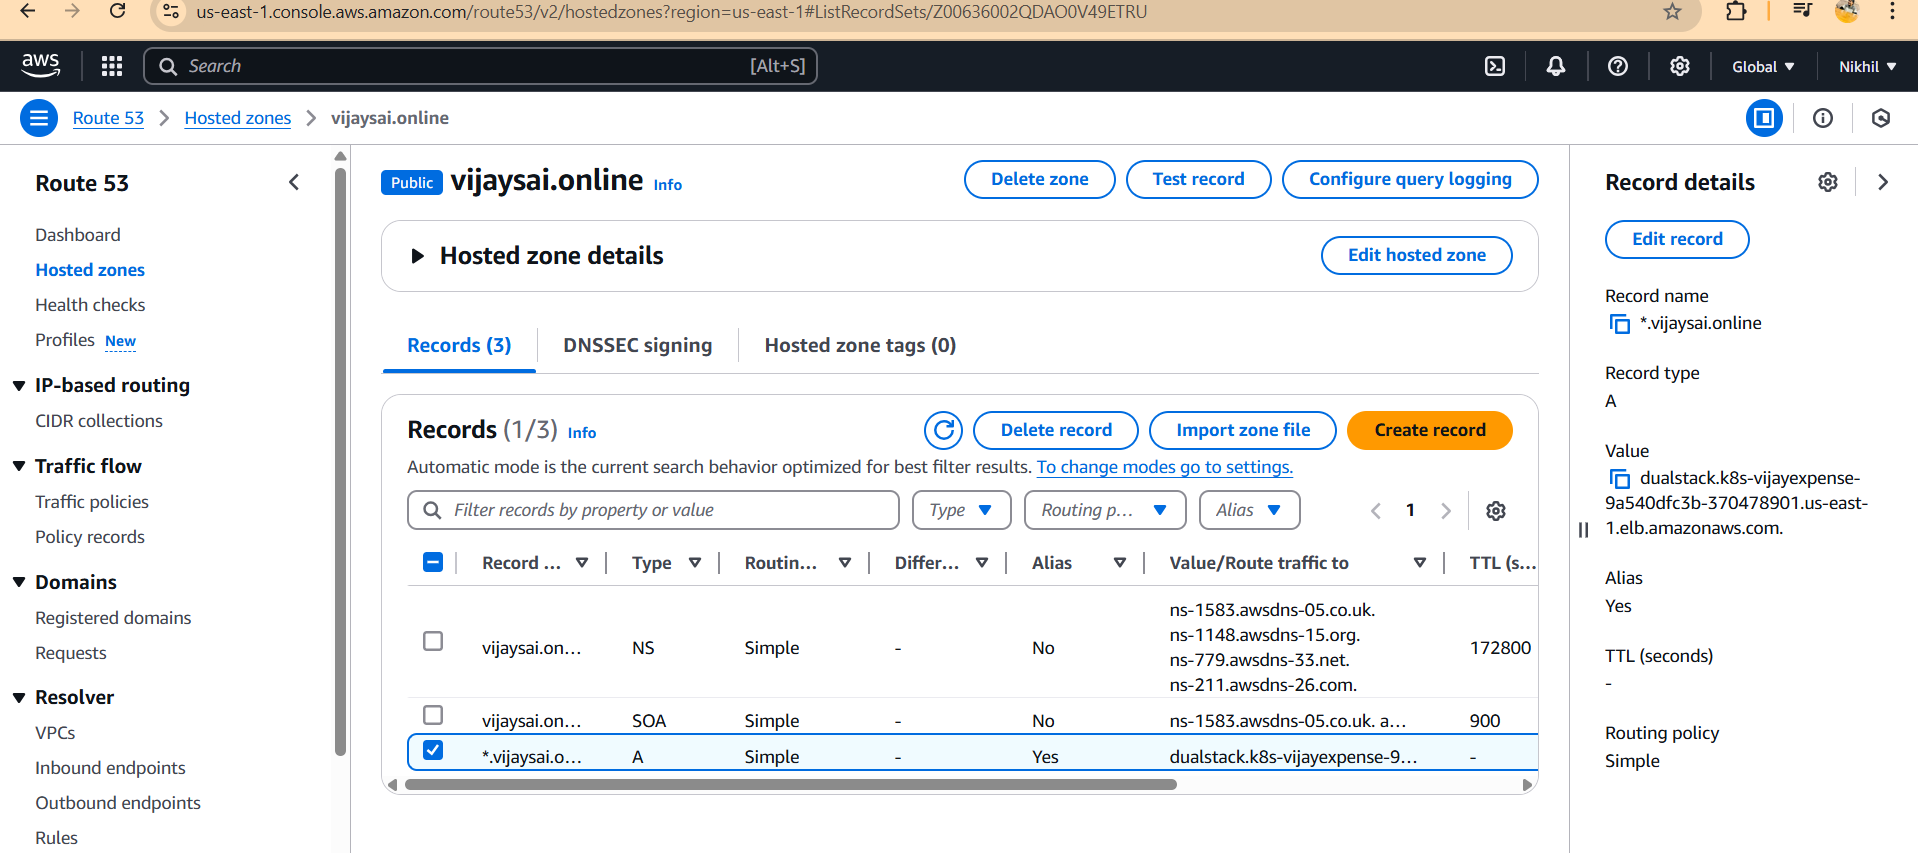 us-east-1.console.aws.amazon.com/route53/v2/hostedzones?region=us-east-1#ListRecordSets/Z00636002QDAO0V49ETRU
aws
Search
[Alt+S]
Global
Nikhil
Route 53
Hosted zones
vijaysai.online
Route 53
Dashboard
Hosted zones
Health checks
Profiles New
IP-based routing
CIDR collections
Traffic flow
Traffic policies
Policy records
Domains
Registered domains
Requests
Resolver
VPCs
Inbound endpoints
Outbound endpoints
Rules
Public vijaysai.online Info
Delete zone
Test record
Configure query logging
Hosted zone details
Edit hosted zone
Records (3)
DNSSEC signing
Hosted zone tags (0)
Records (1/3) Info
Delete record
Import zone file
Create record
Automatic mode is the current search behavior optimized for best filter results. To change modes go to settings.
Filter records by property or value
Type
Routing p...
Alias
1
Record ... Type Routin... Differ... Alias Value/Route traffic to TTL (s...
ns-1583.awsdns-05.co.uk.
ns-1148.awsdns-15.org.
vijaysai.on... NS Simple - No 172800
ns-779.awsdns-33.net.
ns-211.awsdns-26.com.
vijaysai.on... SOA Simple - No ns-1583.awsdns-05.co.uk. a... 900
*.vijaysai.o... A Simple - Yes dualstack.k8s-vijayexpense-9... -
Record details
Edit record
Record name
*.vijaysai.online
Record type
A
Value
dualstack.k8s-vijayexpense-
9a540dfc3b-370478901.us-east-
1.elb.amazonaws.com.
Alias
Yes
TTL (seconds)
-
Routing policy
Simple